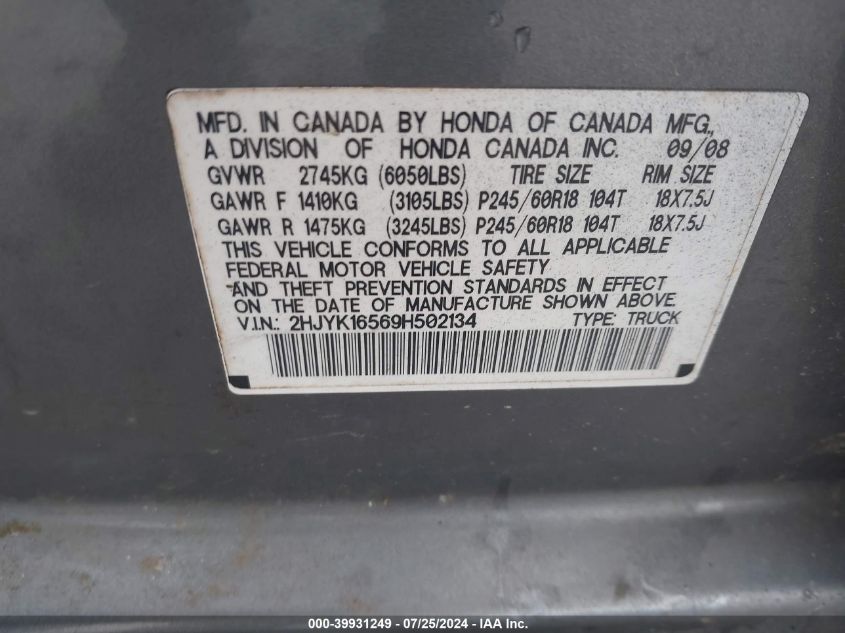 MFD. IN CANADA BY HONDA OF CANADA MFG.,
A DIVISION OF HONDA CANADA INC. 09/08
GVWR 2745KG (6050LBS) TIRE SIZE RIM SIZE
GAWR F 1410KG (3105LBS) P245/60R18 104T 18X7.5J
GAWR R 1475KG (3245LBS) P245/60R18 104T 18X7.5J
THIS VEHICLE CONFORMS TO ALL APPLICABLE
FEDERAL MOTOR VEHICLE SAFETY
AND THEFT PREVENTION STANDARDS IN EFFECT
ON THE DATE OF MANUFACTURE SHOWN ABOVE.
V.I.N.: 2HJYK16569H502134 TYPE: TRUCK
000-39931249 - 07/25/2024 - IAA Inc.